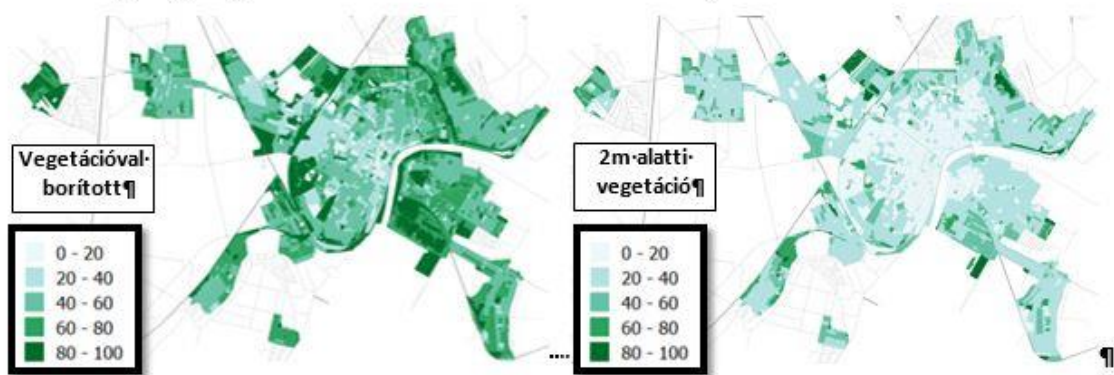 Vegetációval·
borított¶
0 - 20
20 - 40
40 - 60
60 - 80
80 - 100
....
2m·alatti·
vegetáció¶
0 - 20
20 - 40
40 - 60
60 - 80
80 - 100
¶